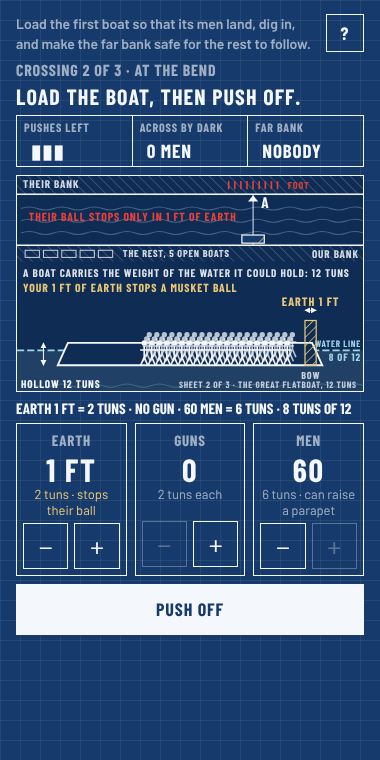 Load the first boat so that its men land, dig in,
and make the far bank safe for the rest to follow.
?
CROSSING 2 OF 3 · AT THE BEND
LOAD THE BOAT, THEN PUSH OFF.
PUSHES LEFT
ACROSS BY DARK
0 MEN
FAR BANK
NOBODY
THEIR BANK
FOOT
A
THEIR BALL STOPS ONLY IN 1 FT OF EARTH
THE REST, 5 OPEN BOATS
OUR BANK
A BOAT CARRIES THE WEIGHT OF THE WATER IT COULD HOLD: 12 TUNS
YOUR 1 FT OF EARTH STOPS A MUSKET BALL
EARTH 1 FT
WATER LINE
8 OF 12
BOW
HOLLOW 12 TUNS
SHEET 2 OF 3 · THE GREAT FLATBOAT, 12 TUNS
EARTH 1 FT = 2 TUNS · NO GUN · 60 MEN = 6 TUNS · 8 TUNS OF 12
EARTH
1 FT
2 tuns · stops
their ball
− +
GUNS
0
2 tuns each
− +
MEN
60
6 tuns · can raise
a parapet
− +
PUSH OFF